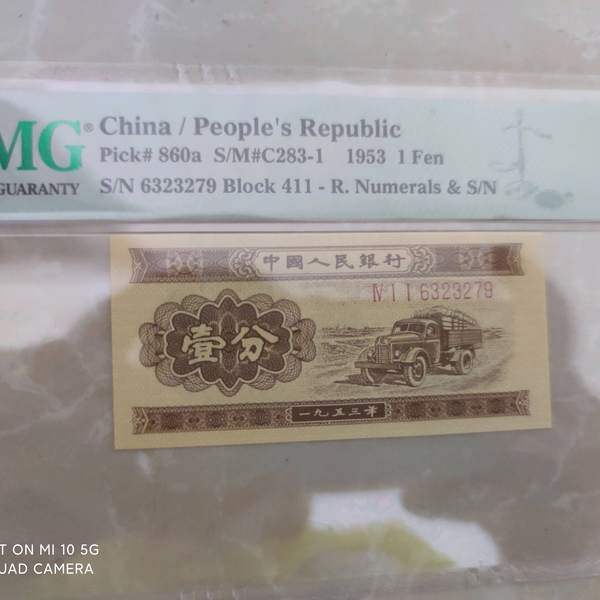 MG® China / People's Republic
Pick# 860a S/M#C283-1 1953 1 Fen
GUARANTY S/N 6323279 Block 411 - R. Numerals & S/N
中國人民銀行
Ⅳ Ⅰ Ⅰ 6323279
壹分
一九五三年
T ON MI 10 5G
UAD CAMERA